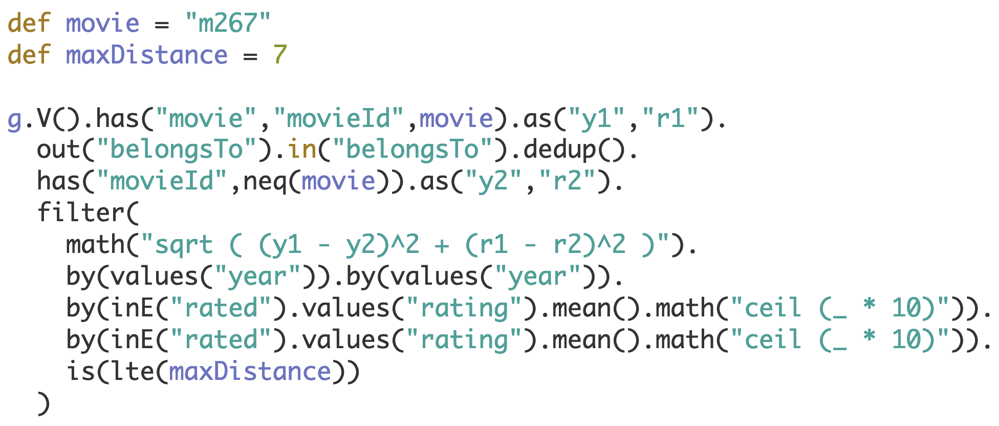 def movie = "m267"
def maxDistance = 7
g.V().has("movie","movieId",movie).as("y1","r1").
out("belongsTo").in("belongsTo").dedup().
has("movieId",neq(movie)).as("y2","r2").
filter(
math("sqrt ( (y1 - y2)^2 + (r1 - r2)^2 )").
by(values("year")).by(values("year")).
by(inE("rated").values("rating").mean().math("ceil (_ * 10)")).
by(inE("rated").values("rating").mean().math("ceil (_ * 10)")).
is(lte(maxDistance))
)